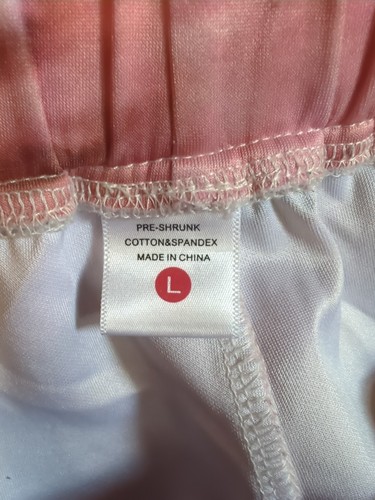 PRE-SHRUNK
COTTON&SPANDEX
MADE IN CHINA
L